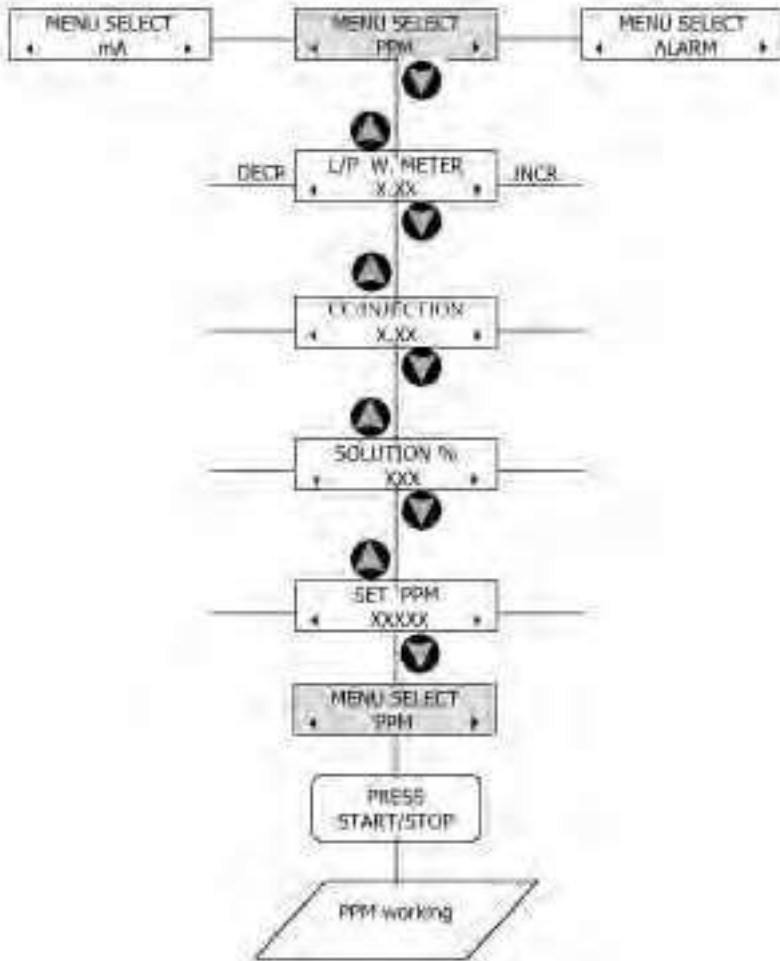 MENU SELECT
mA
MENU SELECT
PPM
MENU SELECT
ALARM
DECR
L/P W. METER
X.XX
INCR.
CC/INJECTION
X.XX
SOLUTION %
XXX
SET PPM
XXXXX
MENU SELECT
PPM
PRESS
START/STOP
PPM working